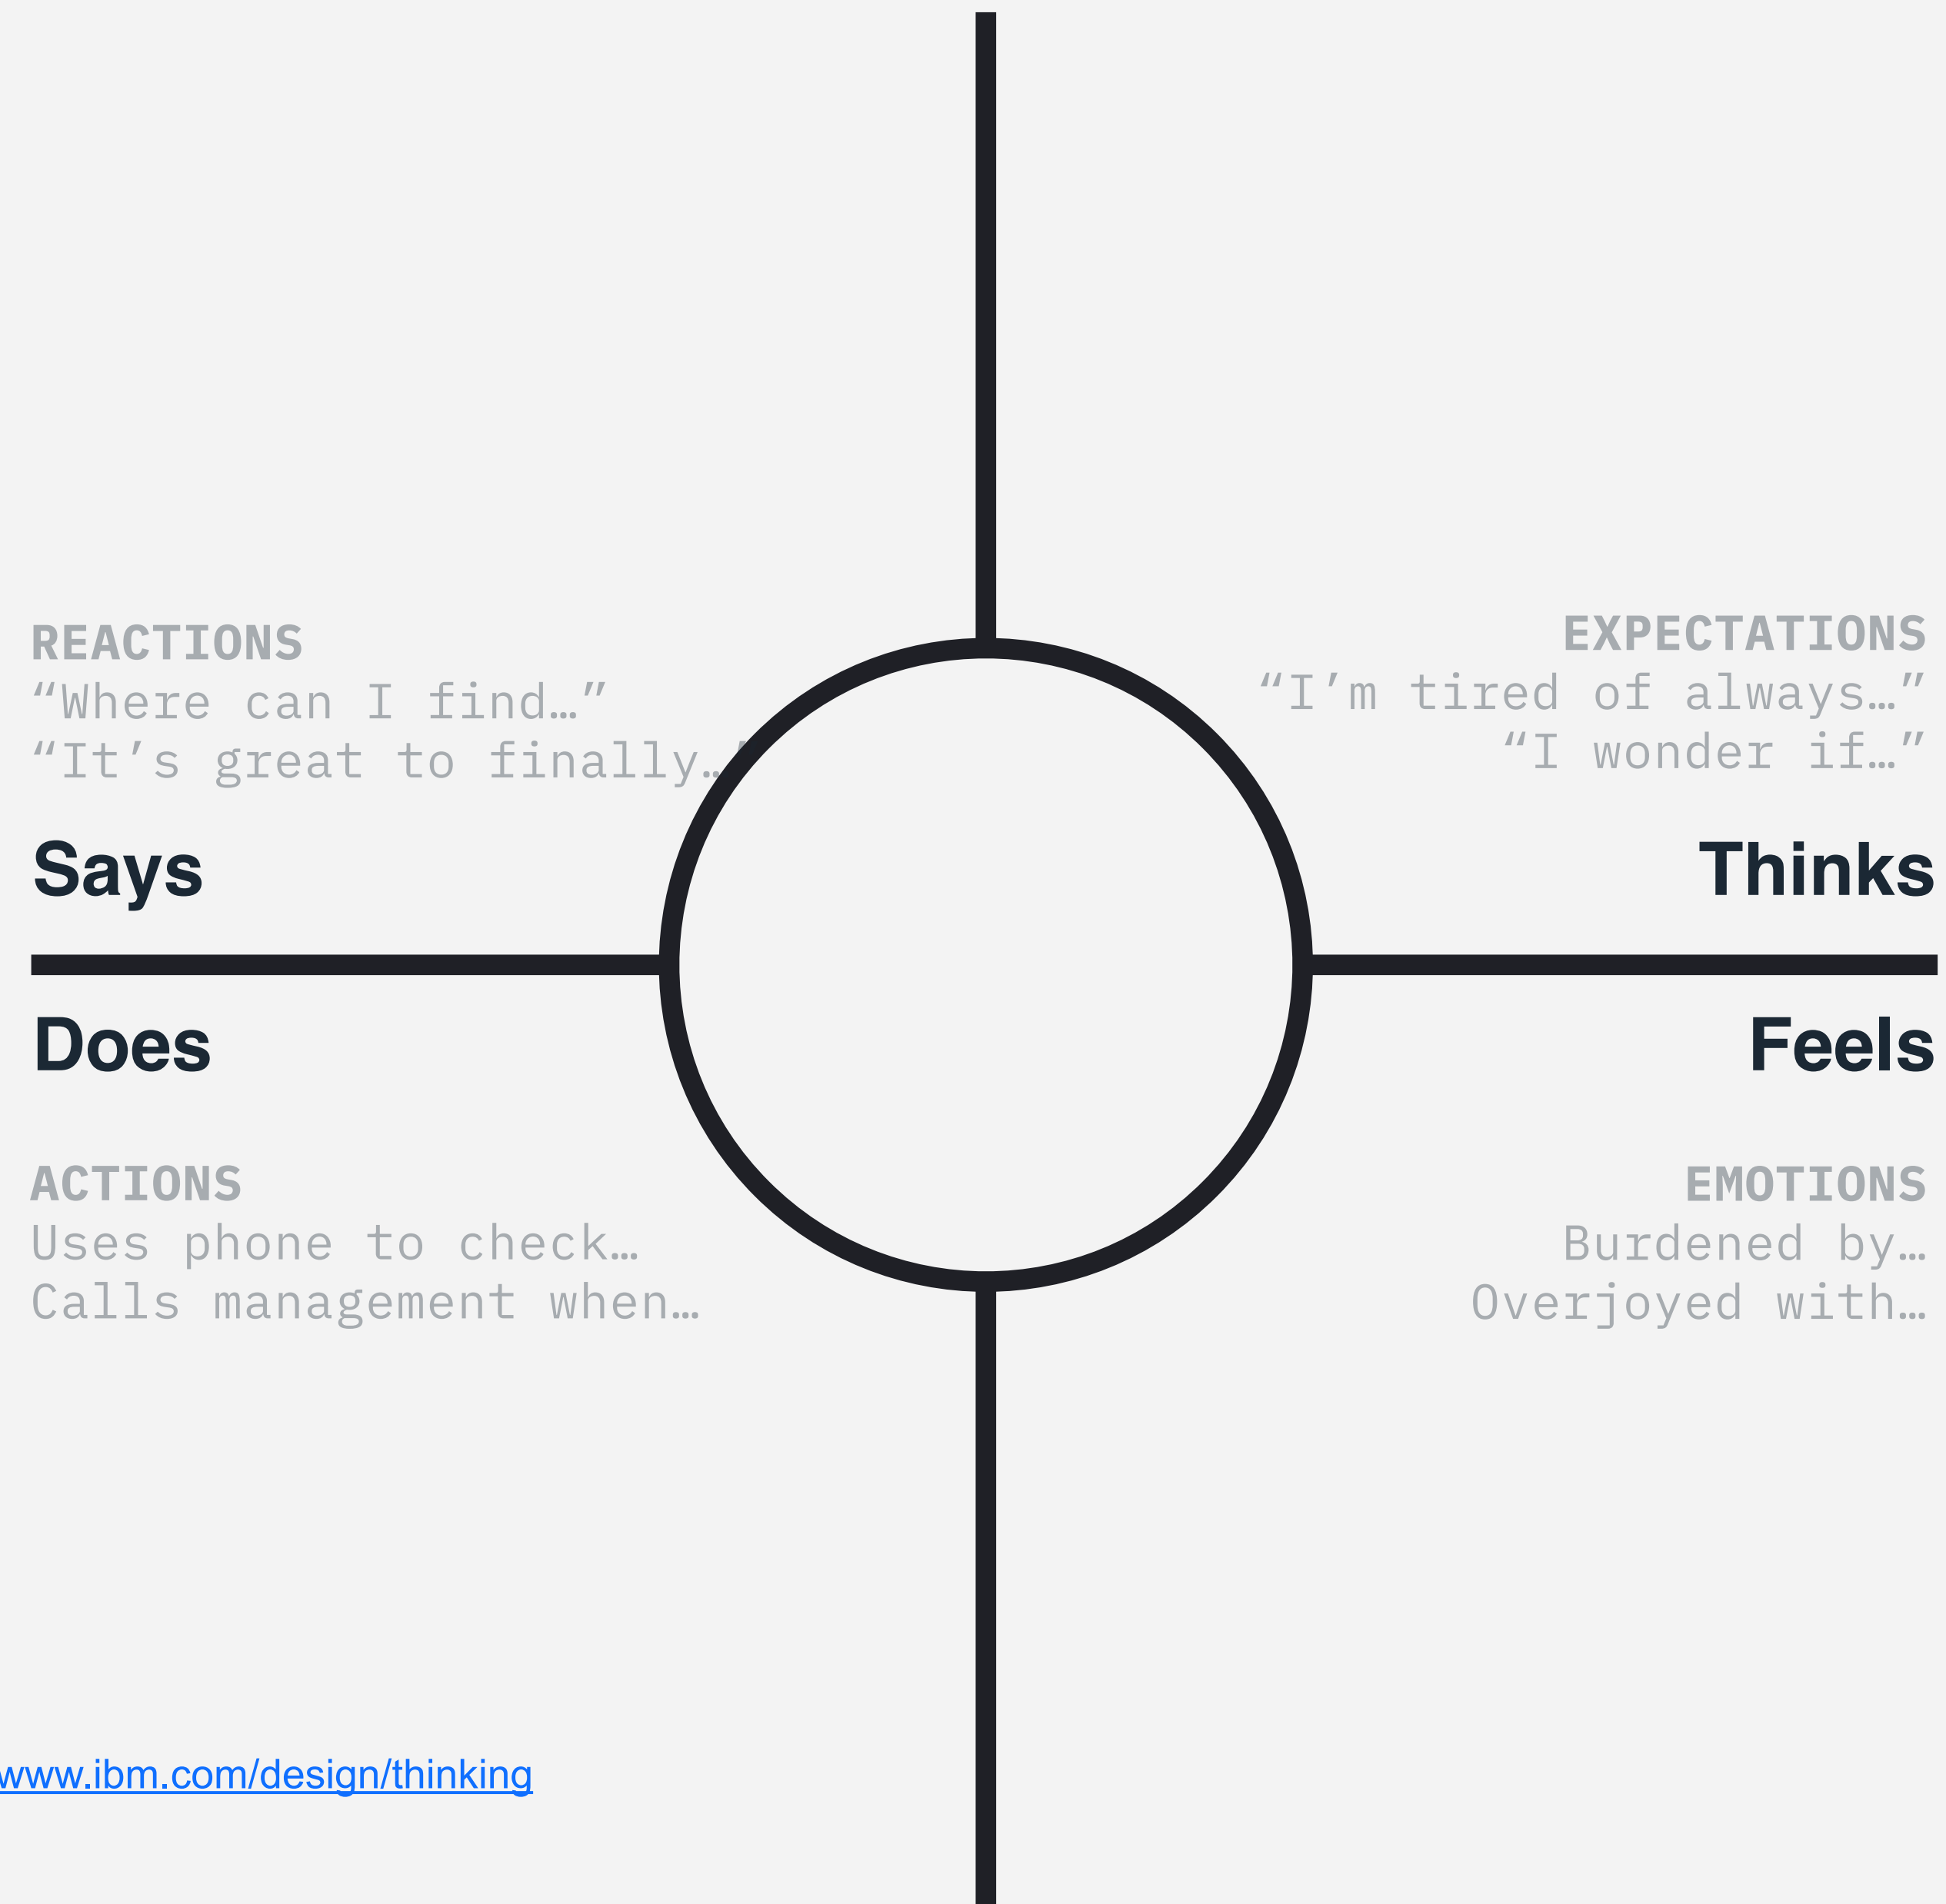 REACTIONS
“Where can I find…”
“It’s great to finally…”
Says
EXPECTATIONS
“I’m tired of always…”
“I wonder if…”
Thinks
Does
ACTIONS
Uses phone to check…
Calls management when…
Feels
EMOTIONS
Burdened by…
Overjoyed with…
www.ibm.com/design/thinking